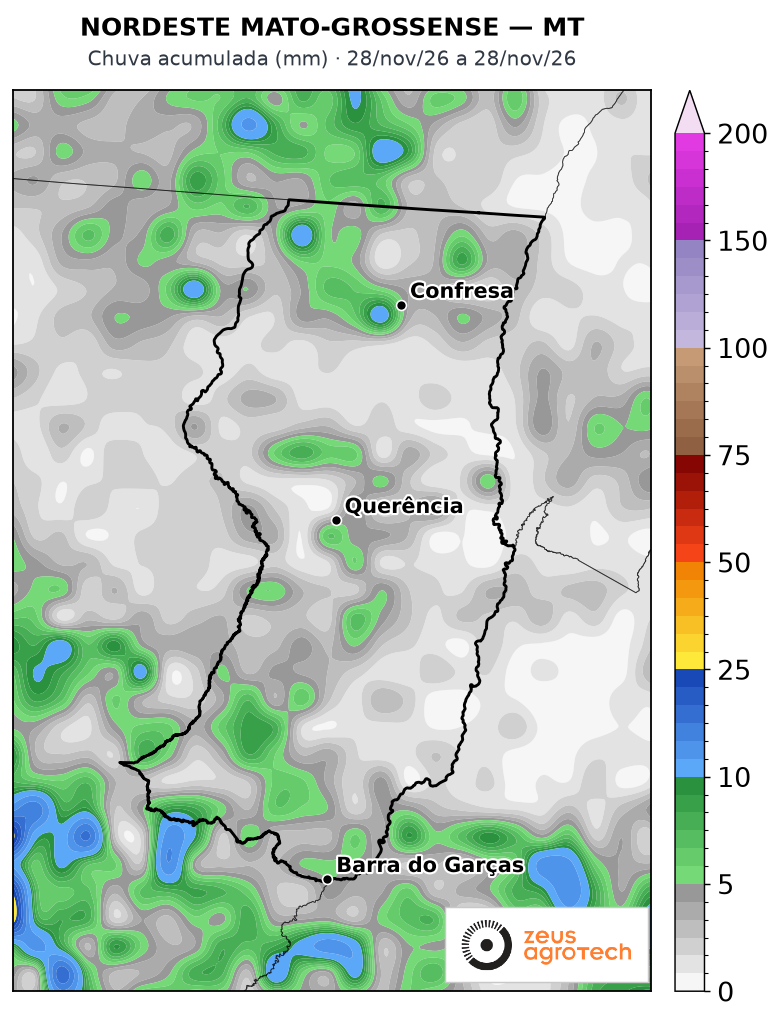 NORDESTE MATO-GROSSENSE — MT
Chuva acumulada (mm) · 28/nov/26 a 28/nov/26
200
150
100
75
50
25
10
5
0
Confresa
Querência
Barra do Garças
zeus
agrotech